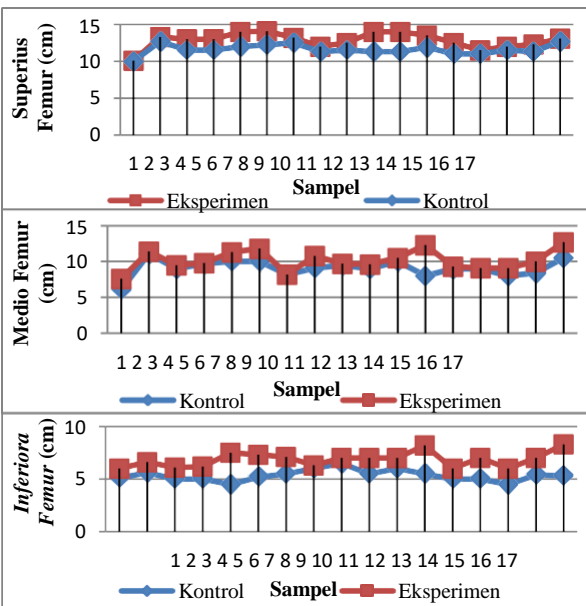 Superius
Femur (cm)
15
10
5
0
1 2 3 4 5 6 7 8 9 10 11 12 13 14 15 16 17
Sampel
Eksperimen Kontrol
Medio Femur
(cm)
15
10
5
0
1 2 3 4 5 6 7 8 9 10 11 12 13 14 15 16 17
Sampel
Kontrol Eksperimen
Inferiora
Femur (cm)
10
5
0
1 2 3 4 5 6 7 8 9 10 11 12 13 14 15 16 17
Kontrol Sampel Eksperimen